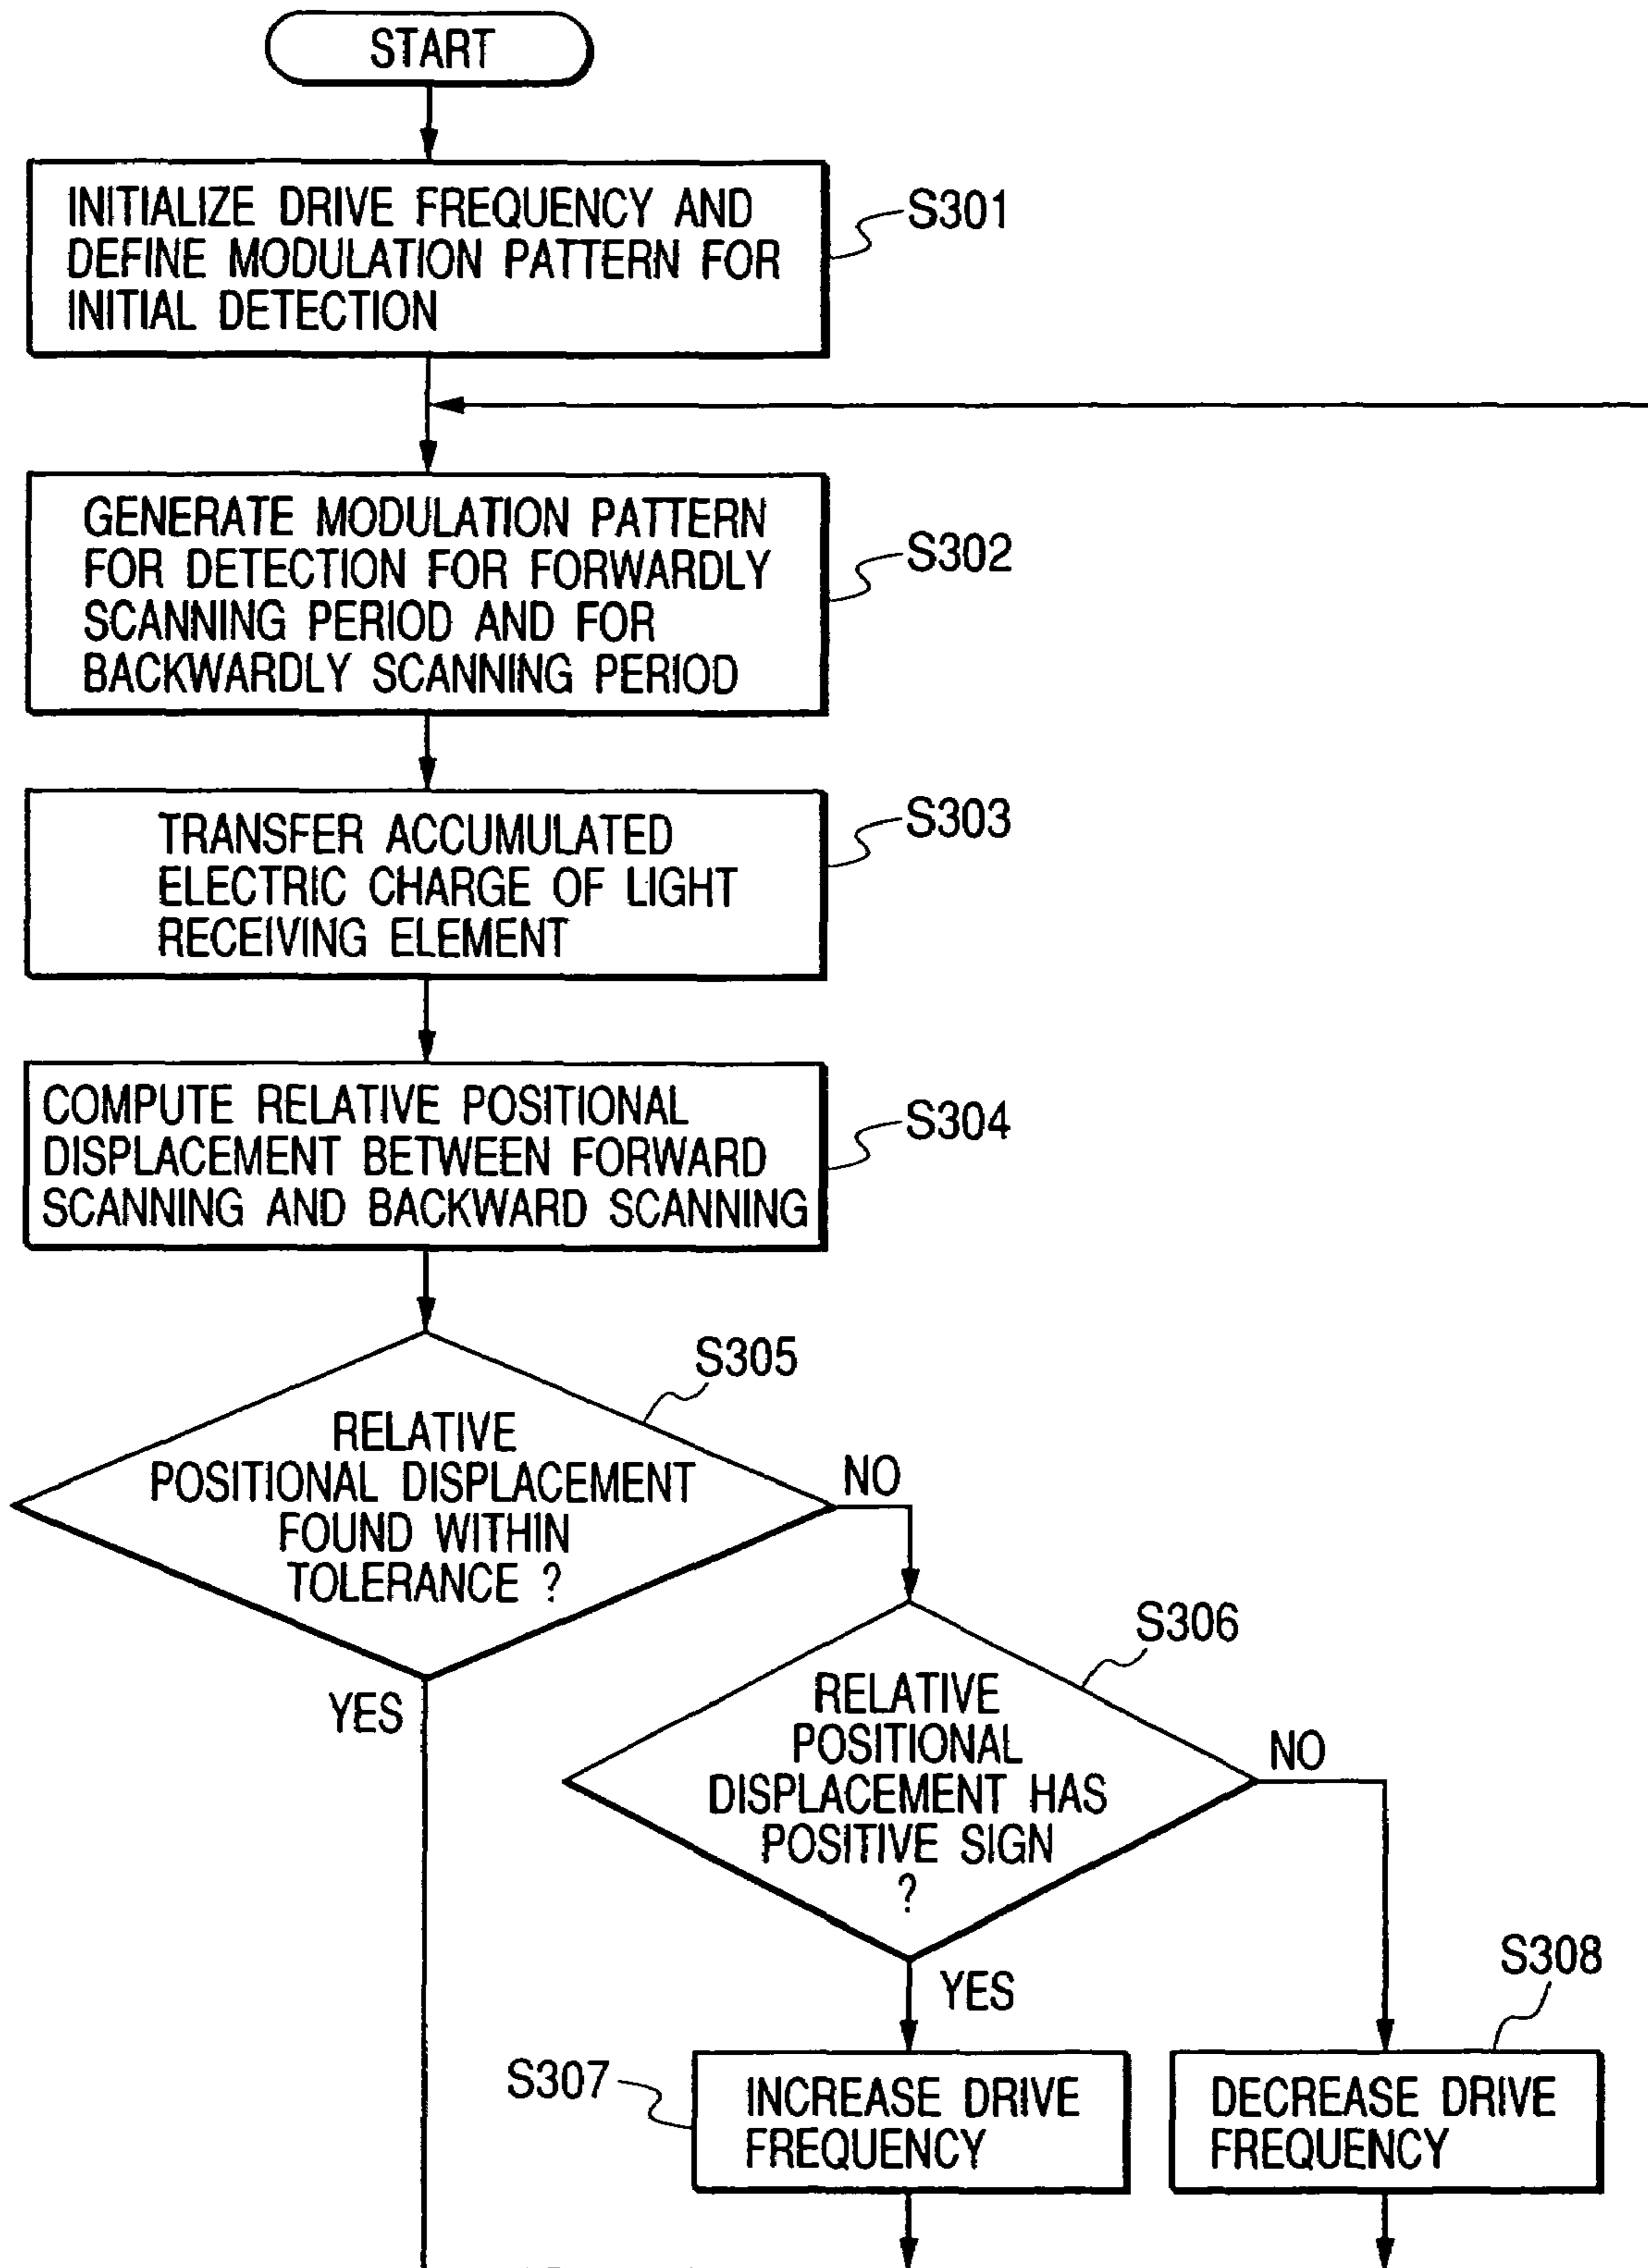 START
INITIALIZE DRIVE FREQUENCY AND
DEFINE MODULATION PATTERN FOR
INITIAL DETECTION
S301
GENERATE MODULATION PATTERN
FOR DETECTION FOR FORWARDLY
SCANNING PERIOD AND FOR
BACKWARDLY SCANNING PERIOD
S302
TRANSFER ACCUMULATED
ELECTRIC CHARGE OF LIGHT
RECEIVING ELEMENT
S303
COMPUTE RELATIVE POSITIONAL
DISPLACEMENT BETWEEN FORWARD
SCANNING AND BACKWARD SCANNING
S304
S305
RELATIVE
POSITIONAL DISPLACEMENT
FOUND WITHIN
TOLERANCE ?
NO
YES
S306
RELATIVE
POSITIONAL
DISPLACEMENT HAS
POSITIVE SIGN
?
NO
YES
S307
INCREASE DRIVE
FREQUENCY
S308
DECREASE DRIVE
FREQUENCY